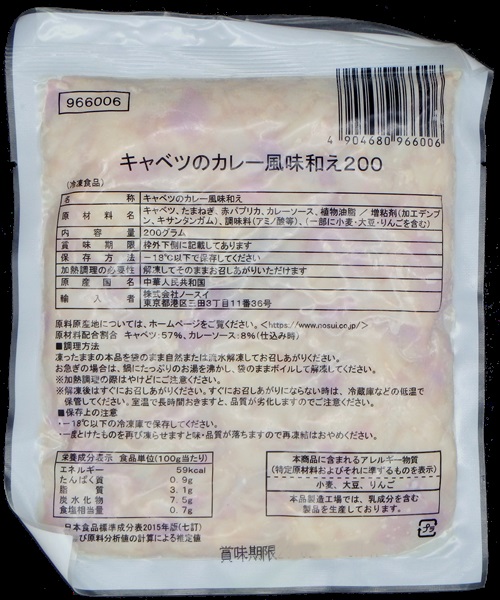 966006
4 904680 966006
キャベツのカレー風味和え200
(冷凍食品)
名称 キャベツのカレー風味和え
原材料名 キャベツ、たまねぎ、赤パプリカ、カレーソース、植物油脂/増粘剤(加工デンプン、キサンタンガム)、調味料(アミノ酸等)、(一部に小麦・大豆・りんごを含む)
内容量 200グラム
賞味期限 枠外下側に記載してあります
保存方法 −18℃以下で保存してください
加熱調理の必要性 解凍してそのままお召しあがりいただけます
原産国名 中華人民共和国
輸入者 株式会社ノースイ
東京都港区三田3丁目11番36号
原料原産地については、ホームページをご覧ください。<https://www.nosui.co.jp/>
原材料配合割合 キャベツ:57%、カレーソース:8%(仕込み時)
■調理方法
凍ったままの本品を袋のまま自然または流水解凍してお召しあがりください。
お急ぎの場合は、鍋にたっぷりのお湯を沸かし、袋のままボイルして解凍してください。
※加熱調理の際はやけどにご注意ください。
※解凍後はすぐにお召しあがりください。すぐにお召しあがりにならない時は、冷蔵庫などの低温で
保管してください。室温で長時間おきますと、品質が劣化しますのでご注意ください。
■保存上の注意
・−18℃以下の冷凍庫で保存してください。
・一度とけたものを再び凍らせますと味・品質が落ちますので再凍結はおやめください。
栄養成分表示 食品単位(100g当たり)
エネルギー 59kcal
たんぱく質 0.9g
脂質 3.1g
炭水化物 7.5g
食塩相当量 0.7g
日本食品標準成分表2015年版(七訂)
び原料分析値の計算による推定値
本商品に含まれるアレルギー物質
(特定原材料およびそれに準ずるものを表示)
小麦、大豆、りんご
本品製造工場では、乳成分を含む
製品を生産しております。
プラ
賞味期限